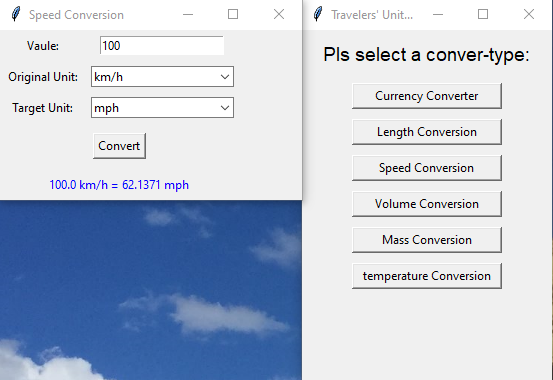 Speed Conversion
Vaule:
100
Original Unit:
km/h
Target Unit:
mph
Convert
100.0 km/h = 62.1371 mph
Travelers' Unit...
Pls select a conver-type:
Currency Converter
Length Conversion
Speed Conversion
Volume Conversion
Mass Conversion
temperature Conversion